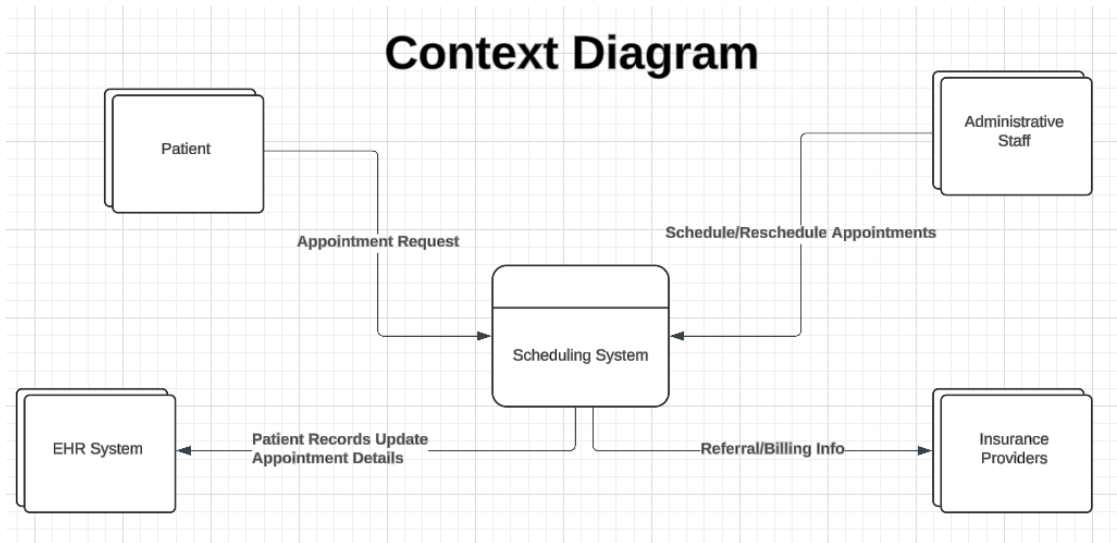 Context Diagram
Patient
Administrative
Staff
Appointment Request
Schedule/Reschedule Appointments
Scheduling System
EHR System
Patient Records Update
Appointment Details
Referral/Billing Info
Insurance
Providers